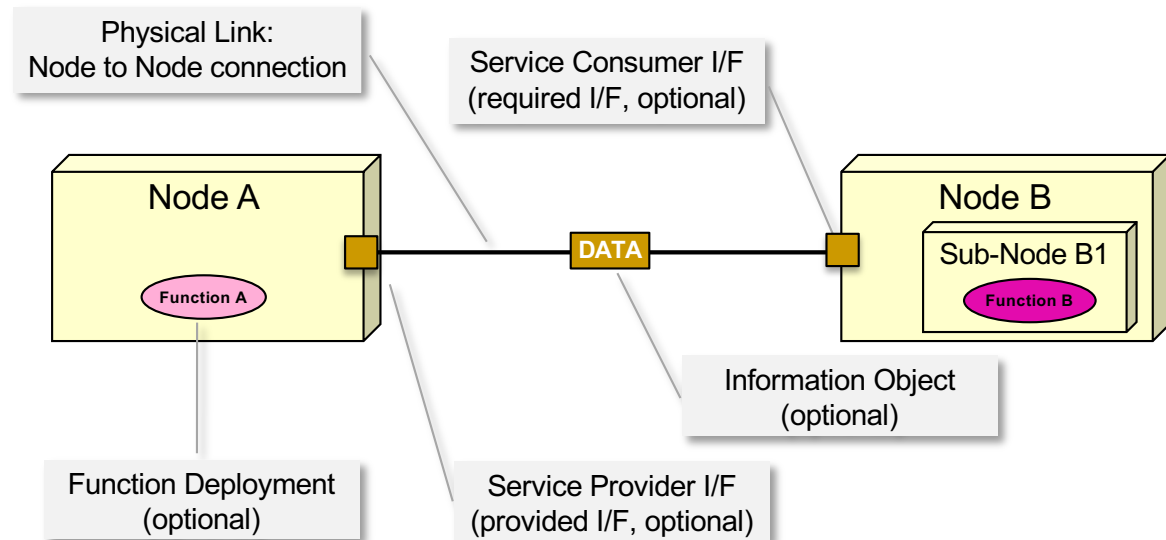 Physical Link:
Node to Node connection
Service Consumer I/F
(required I/F, optional)
Node A
Node B
DATA
Sub-Node B1
Function A
Function B
Information Object
(optional)
Function Deployment
(optional)
Service Provider I/F
(provided I/F, optional)